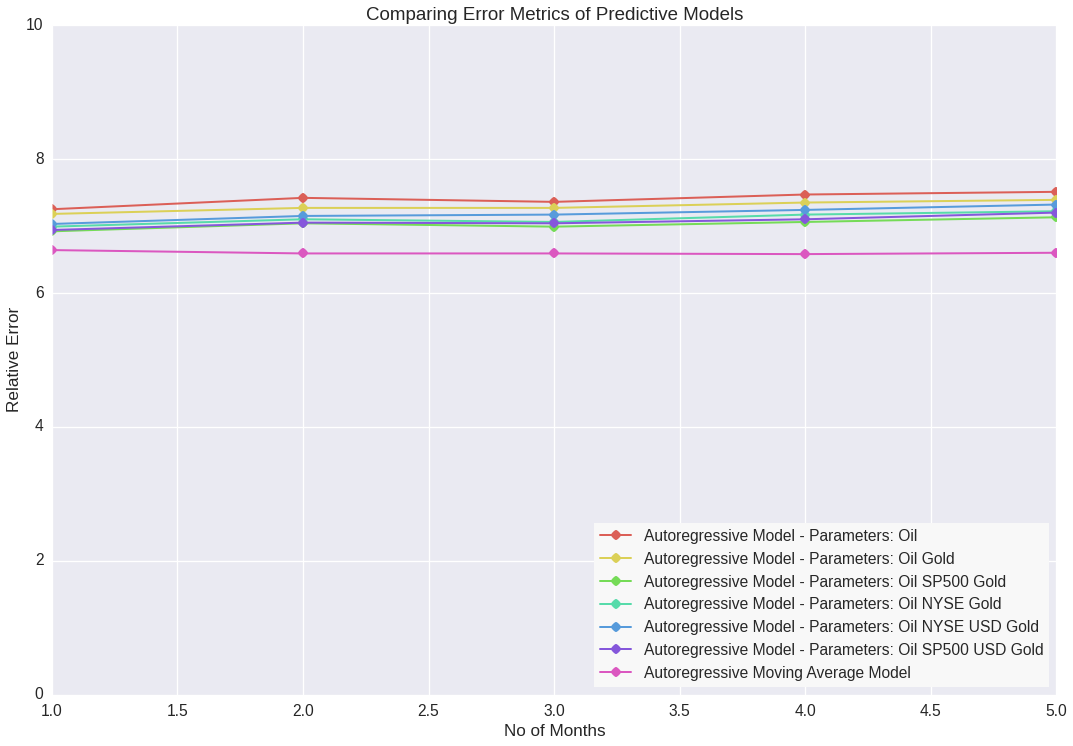 Comparing Error Metrics of Predictive Models
10
8
6
4
2
0
Relative Error
1.0 1.5 2.0 2.5 3.0 3.5 4.0 4.5 5.0
No of Months
Autoregressive Model - Parameters: Oil
Autoregressive Model - Parameters: Oil Gold
Autoregressive Model - Parameters: Oil SP500 Gold
Autoregressive Model - Parameters: Oil NYSE Gold
Autoregressive Model - Parameters: Oil NYSE USD Gold
Autoregressive Model - Parameters: Oil SP500 USD Gold
Autoregressive Moving Average Model